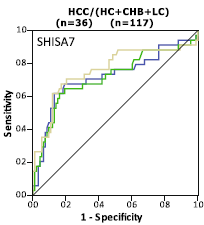 HCC/(HC+CHB+LC)
(n=36) (n=117)
SHISA7
1.0
0.8
0.6
0.4
0.2
0.0
Sensitivity
0.0 0.2 0.4 0.6 0.8 1.0
1 - Specificity